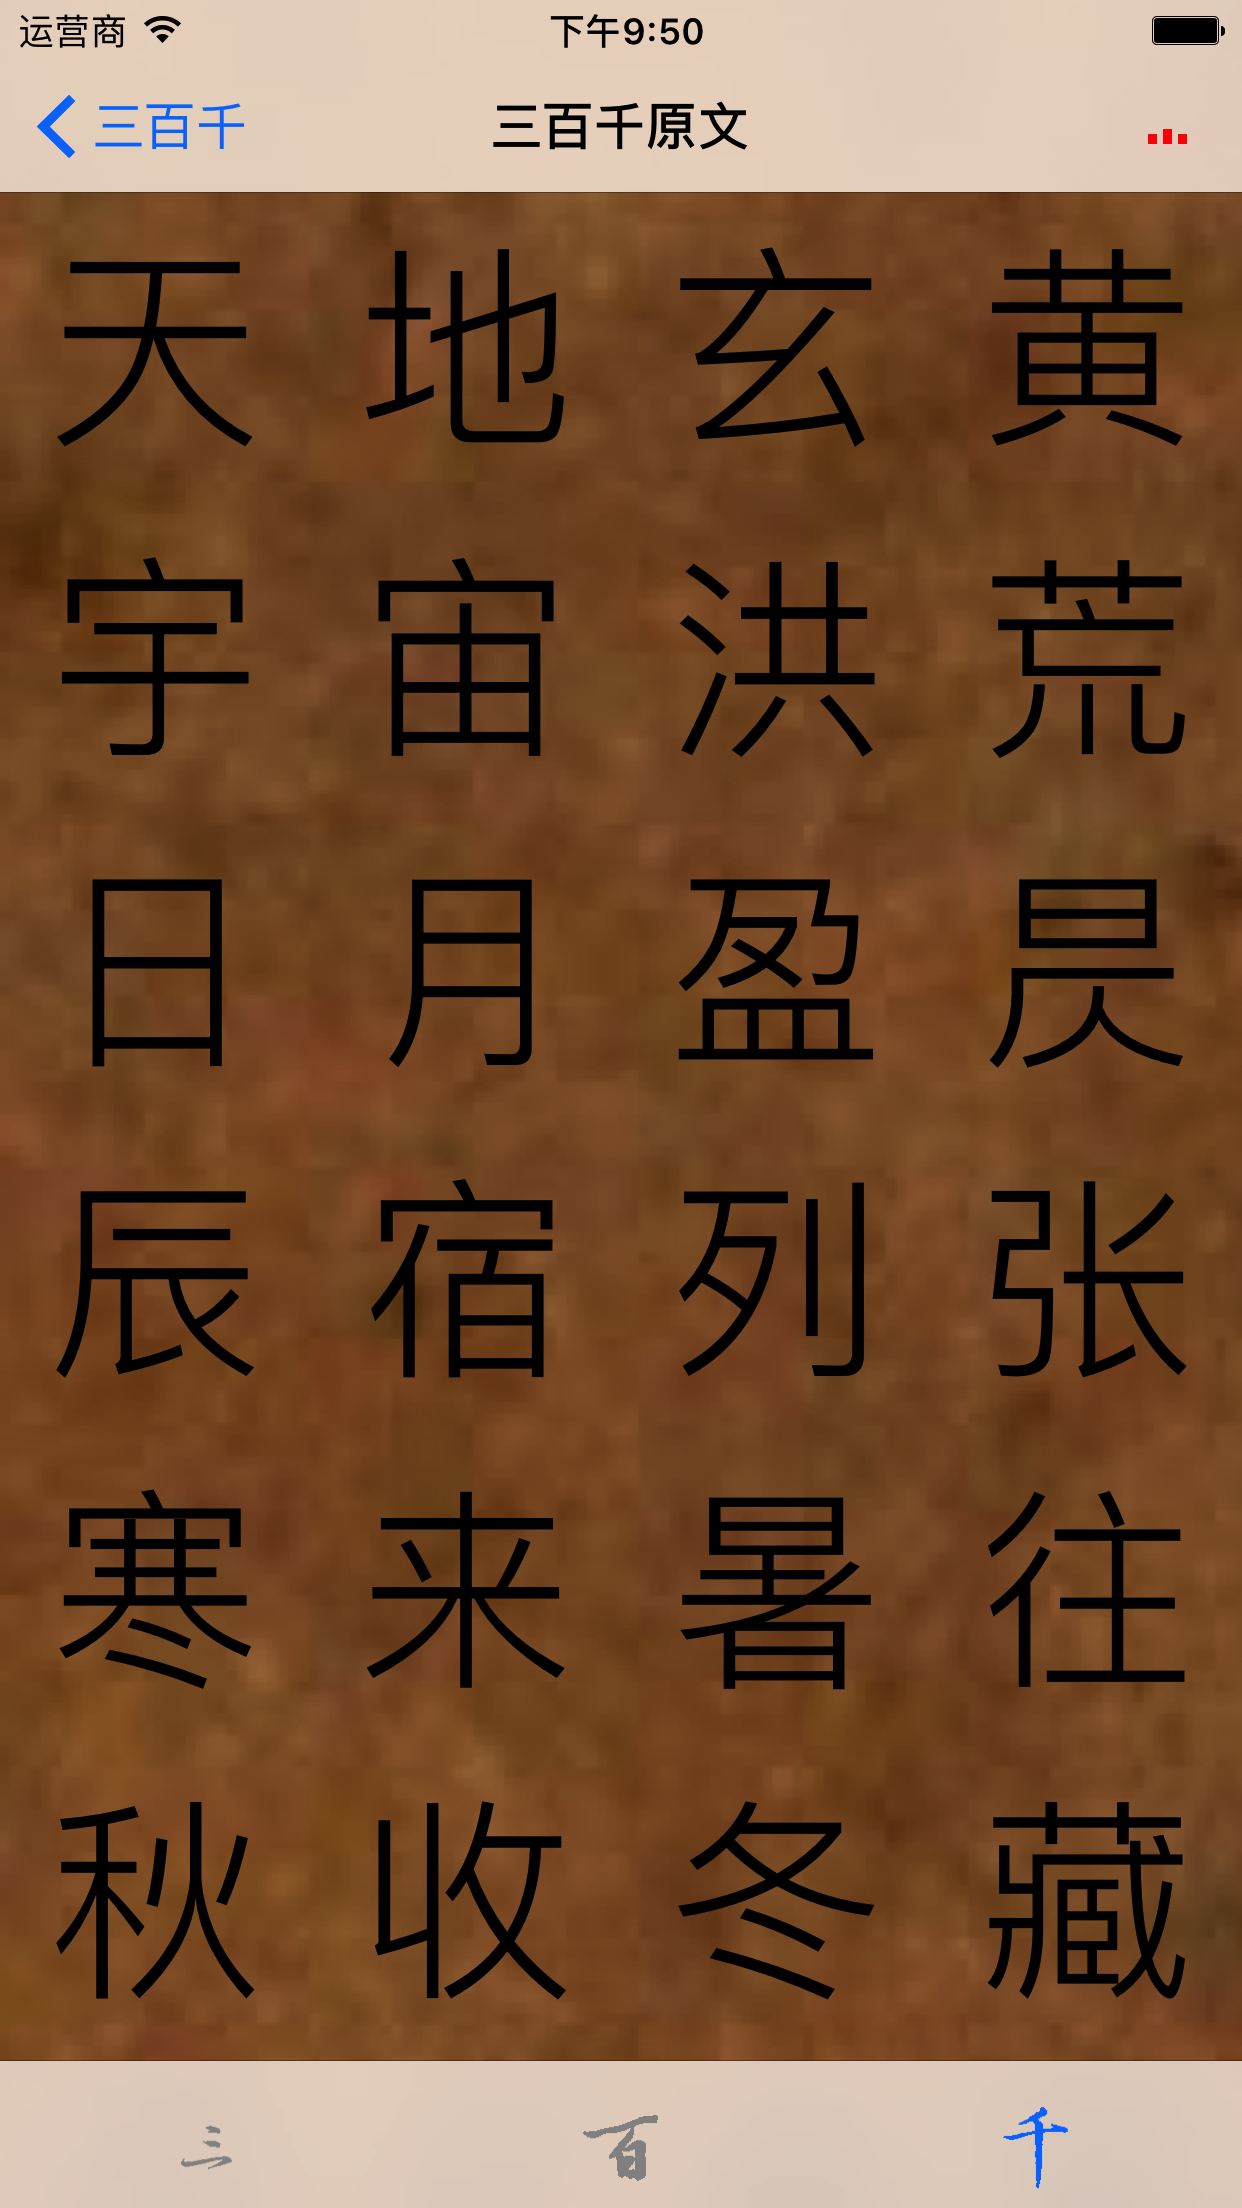 运营商 下午9:50
三百千 三百千原文
天地玄黄
宇宙洪荒
日月盈昃
辰宿列张
寒来暑往
秋收冬藏
三 百 千